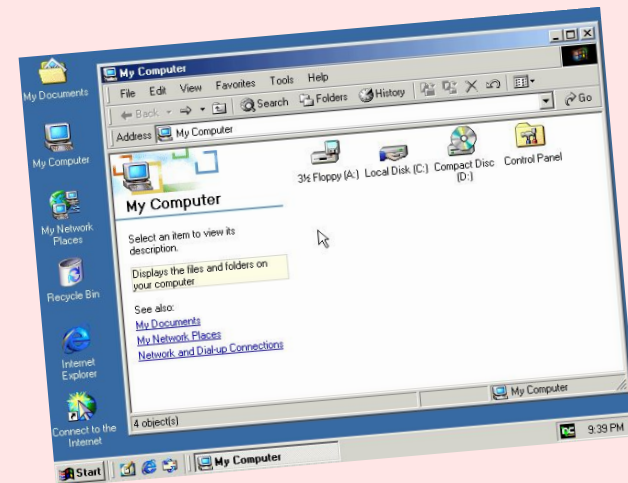 My Documents
My Computer
My Network
Places
Recycle Bin
Internet
Explorer
Connect to the
Internet
My Computer
File Edit View Favorites Tools Help
Back Search Folders History
Address My Computer Go
My Computer
Select an item to view its
description.
Displays the files and folders on
your computer
See also:
My Documents
My Network Places
Network and Dial-up Connections
3½ Floppy (A:) Local Disk (C:) Compact Disc
(D:) Control Panel
4 object(s) My Computer
Start My Computer 9:39 PM